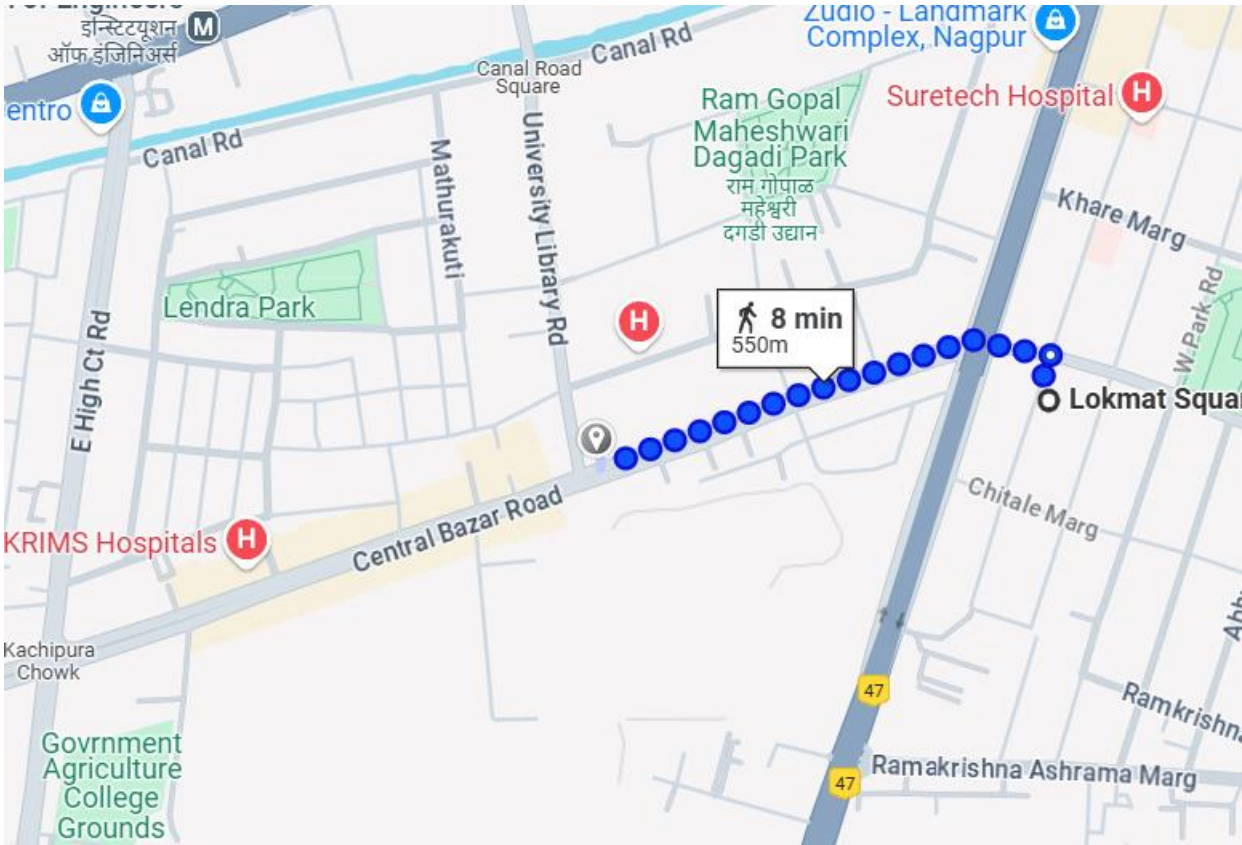 Engineers
इन्स्टिटयूशन
ऑफ इंजिनिअर्स
M
Zudio - Landmark
Complex, Nagpur
Canal Rd
Canal Road
Square
Suretech Hospital
H
Ram Gopal
Maheshwari
Dagadi Park
राम गोपाळ
महेश्वरी
दगडी उद्यान
entro
Canal Rd
Mathurakuti
University Library Rd
Khare Marg
W Park Rd
Lendra Park
H
8 min
550m
E High Ct Rd
Lokmat Squar
Central Bazar Road
Chitale Marg
KRIMS Hospitals
H
Kachipura
Chowk
47
Ramkrishna
Govrnment
Agriculture
College
Grounds
47
Ramakrishna Ashrama Marg